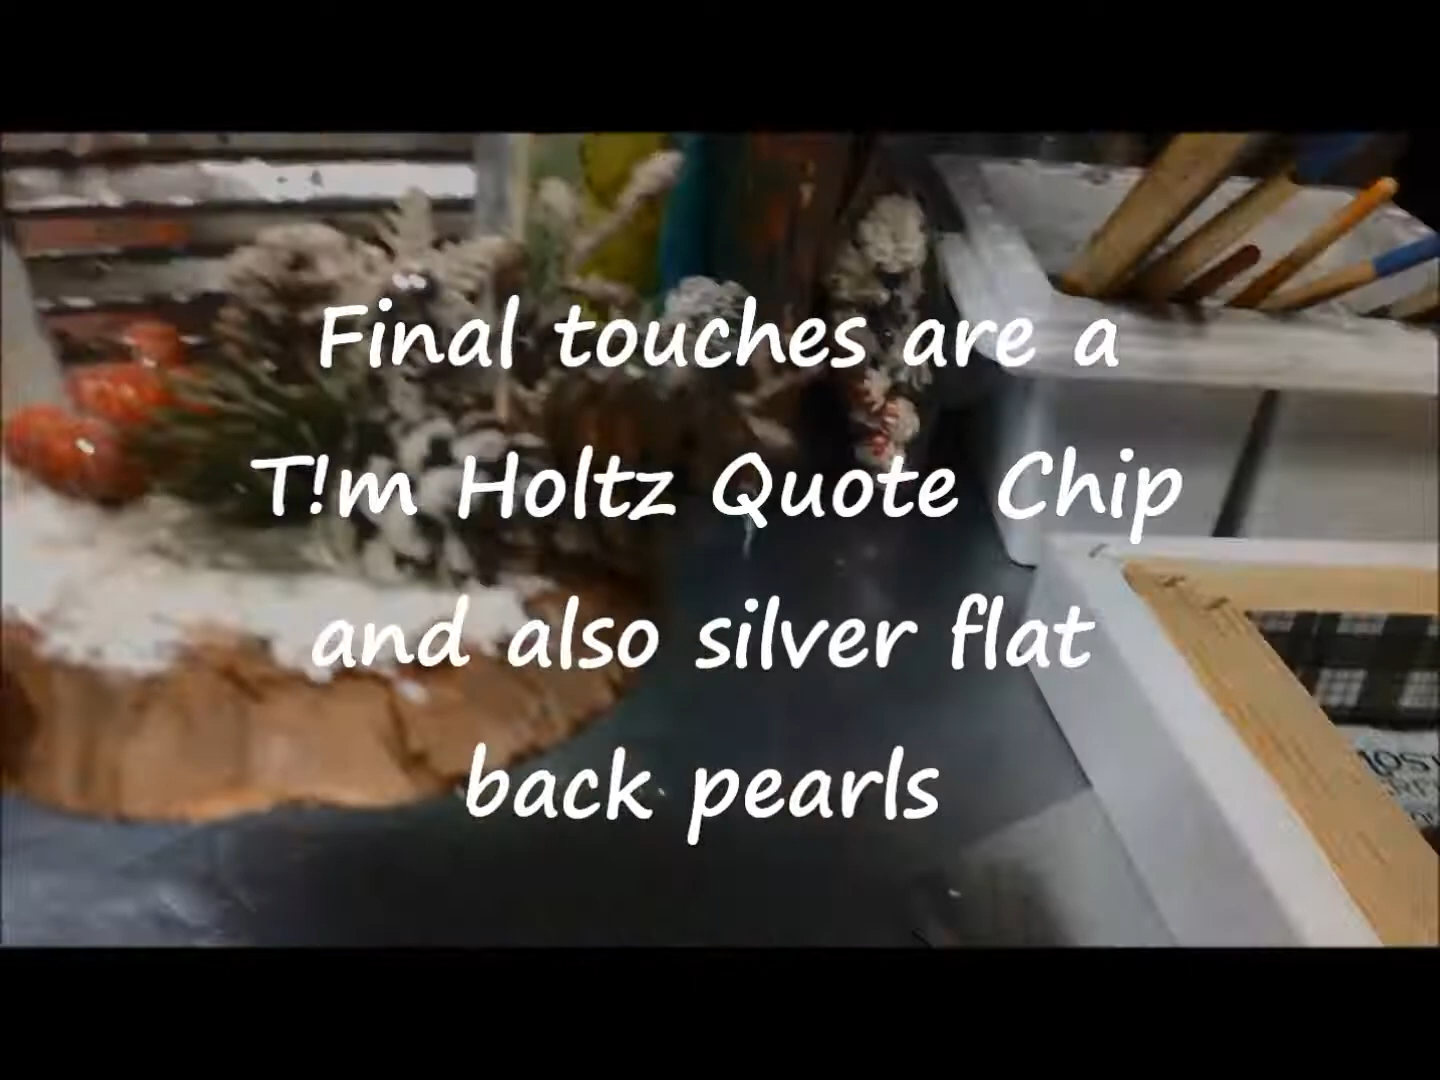 Final touches are a
T!m Holtz Quote Chip
and also silver flat
back pearls